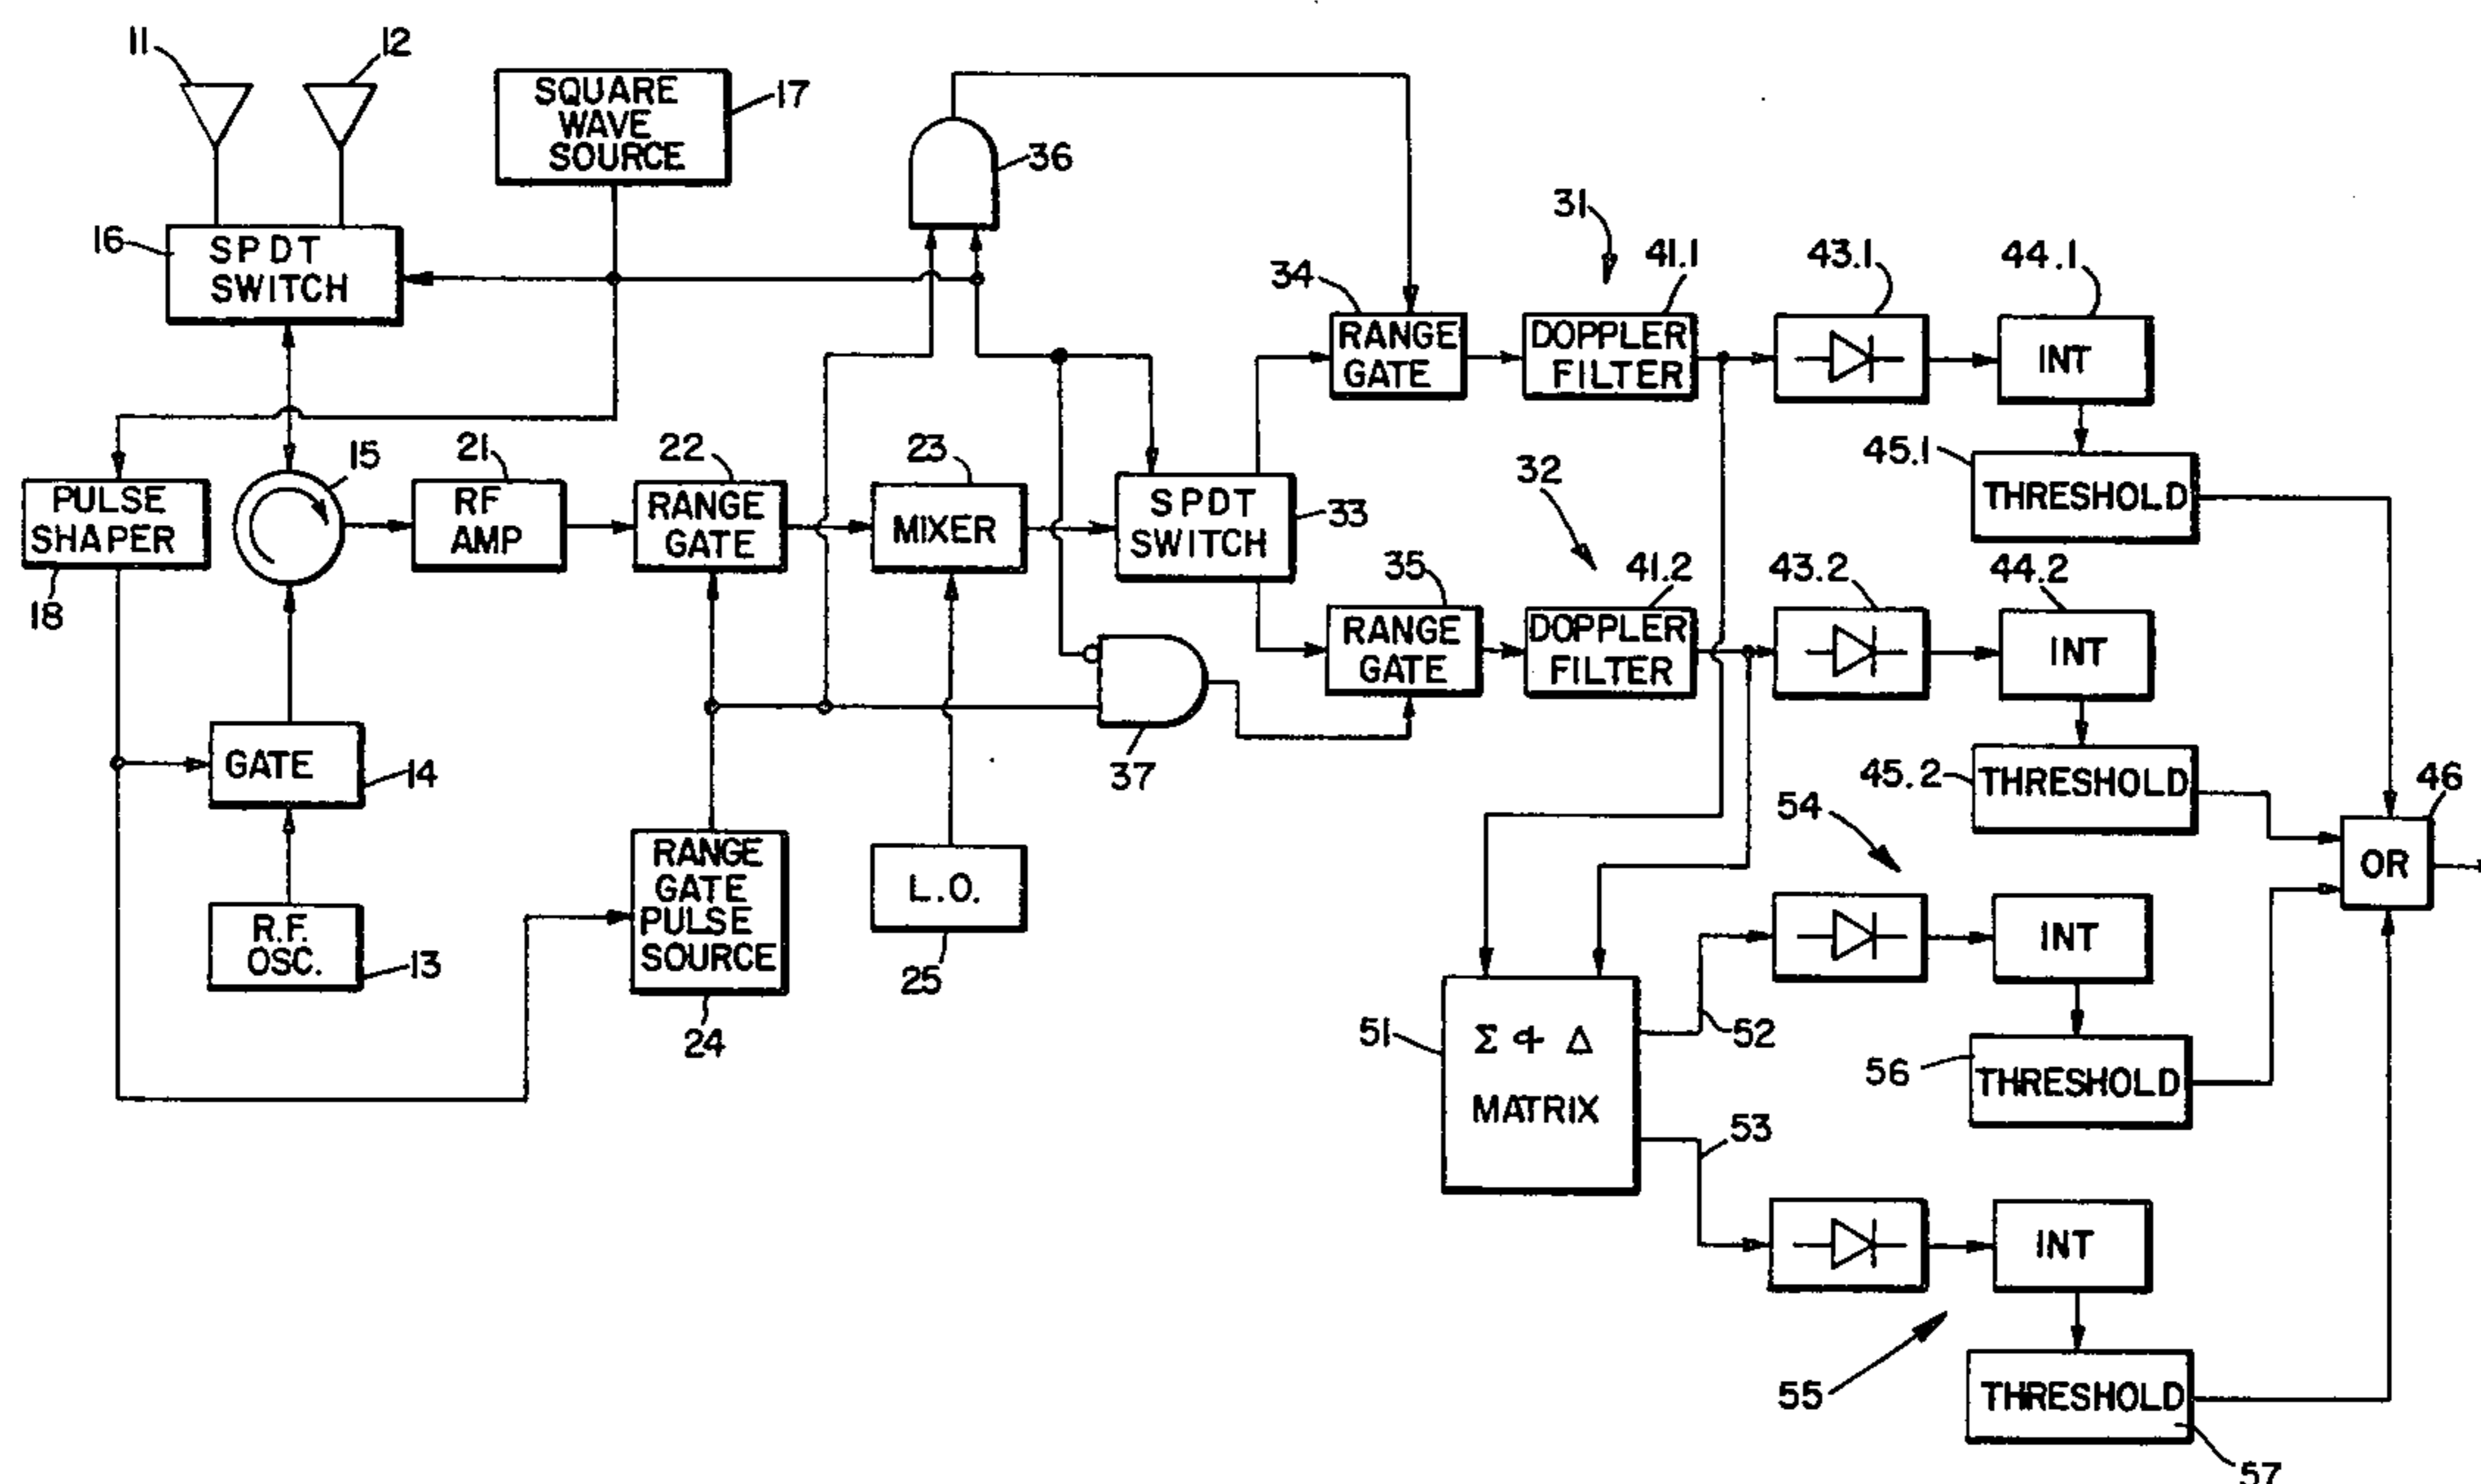 11
12
SQUARE
WAVE
SOURCE
17
36
16
SPDT
SWITCH
31
34
41.1
43.1
44.1
RANGE
GATE
DOPPLER
FILTER
INT
15
21
22
23
32
45.1
PULSE
SHAPER
RF
AMP
RANGE
GATE
MIXER
SPDT
SWITCH
33
THRESHOLD
18
35
41.2
43.2
44.2
RANGE
GATE
DOPPLER
FILTER
INT
GATE
14
37
45.2
THRESHOLD
46
54
OR
RANGE
GATE
PULSE
SOURCE
L.O.
R.F.
OSC.
13
25
24
INT
51
Σ & Δ
MATRIX
52
56
THRESHOLD
53
INT
55
THRESHOLD
57